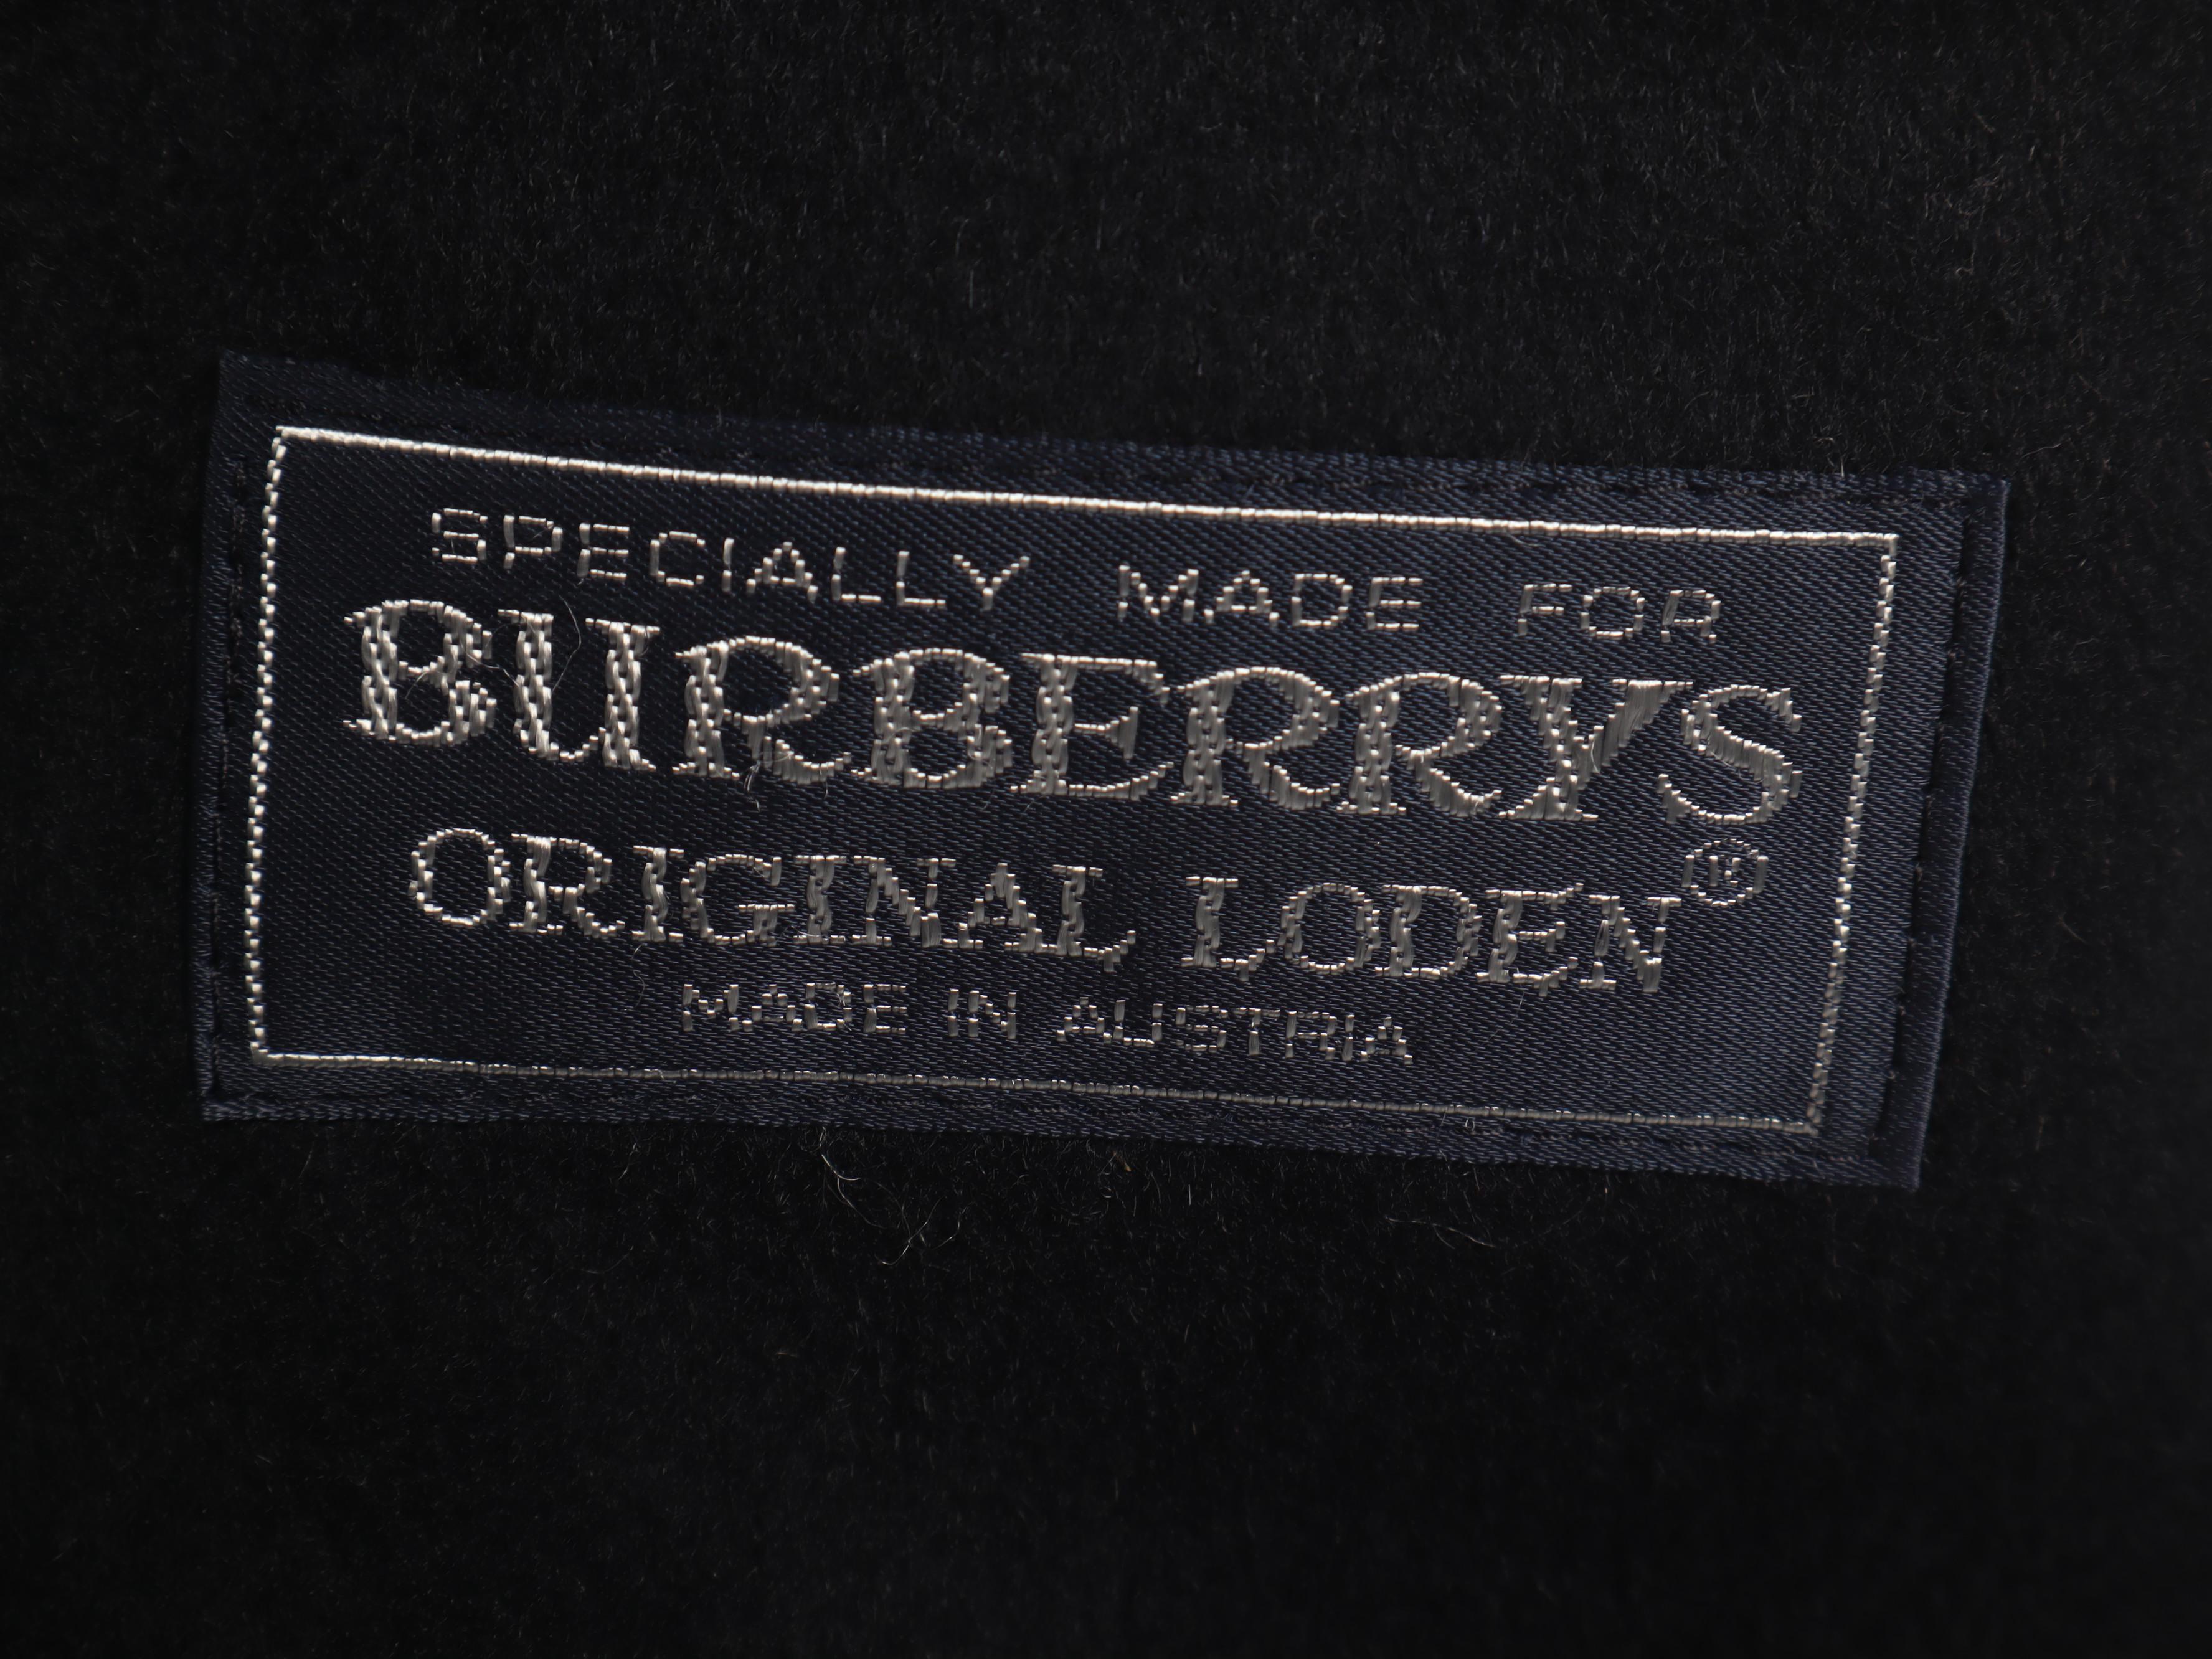 SPECIALLY MADE FOR
BURBERRYS
ORIGINAL LODEN®
MADE IN AUSTRIA